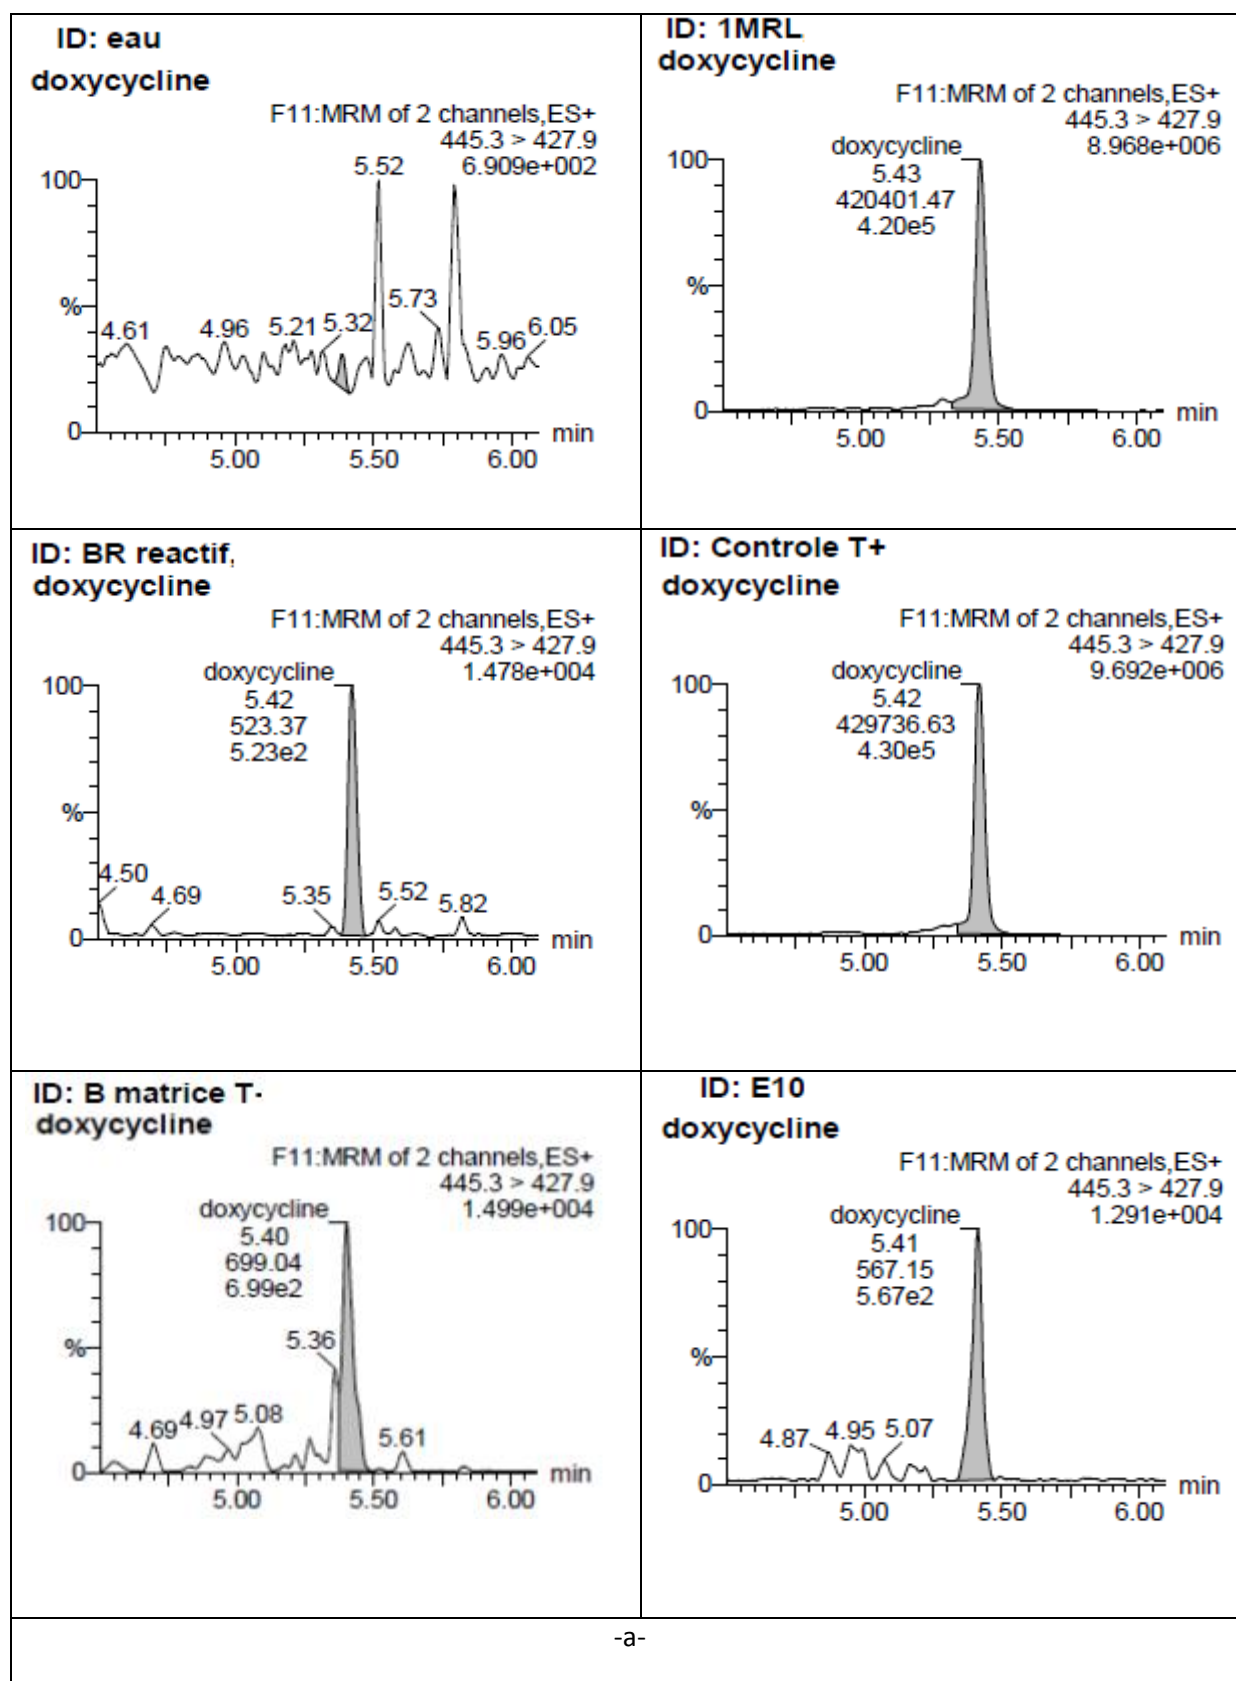 ID: eau
doxycycline
F11:MRM of 2 channels,ES+
445.3 > 427.9
6.909e+002
100
%
0
5.52
4.61
4.96
5.21
5.32
5.73
5.96
6.05
min
5.00
5.50
6.00
ID: 1MRL
doxycycline
F11:MRM of 2 channels,ES+
445.3 > 427.9
8.968e+006
doxycycline
5.43
420401.47
4.20e5
100
%
0
min
5.00
5.50
6.00
ID: BR reactif,
doxycycline
F11:MRM of 2 channels,ES+
445.3 > 427.9
1.478e+004
doxycycline
5.42
523.37
5.23e2
100
%
0
4.50
4.69
5.35
5.52
5.82
min
5.00
5.50
6.00
ID: Controle T+
doxycycline
F11:MRM of 2 channels,ES+
445.3 > 427.9
9.692e+006
doxycycline
5.42
429736.63
4.30e5
100
%
0
min
5.00
5.50
6.00
ID: B matrice T-
doxycycline
F11:MRM of 2 channels,ES+
445.3 > 427.9
1.499e+004
doxycycline
5.40
699.04
6.99e2
100
%
0
5.36
4.69
4.97
5.08
5.61
min
5.00
5.50
6.00
ID: E10
doxycycline
F11:MRM of 2 channels,ES+
445.3 > 427.9
1.291e+004
doxycycline
5.41
567.15
5.67e2
100
%
0
4.87
4.95
5.07
min
5.00
5.50
6.00
-a-